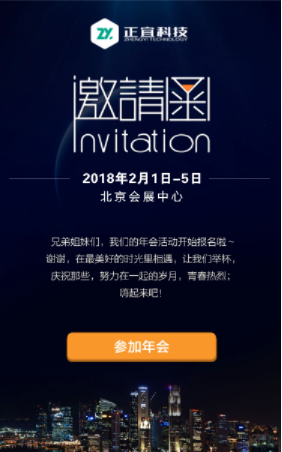 ZY.
正宜科技
ZHENGYI TECHNOLOGY
邀請函
Invitation
2018年2月1日-5日
北京会展中心
兄弟姐妹们，我们的年会活动开始报名啦～
谢谢，在最美好的时光里相遇，让我们举杯，
庆祝那些，努力在一起的岁月，青春热烈；
嗨起来吧！
参加年会